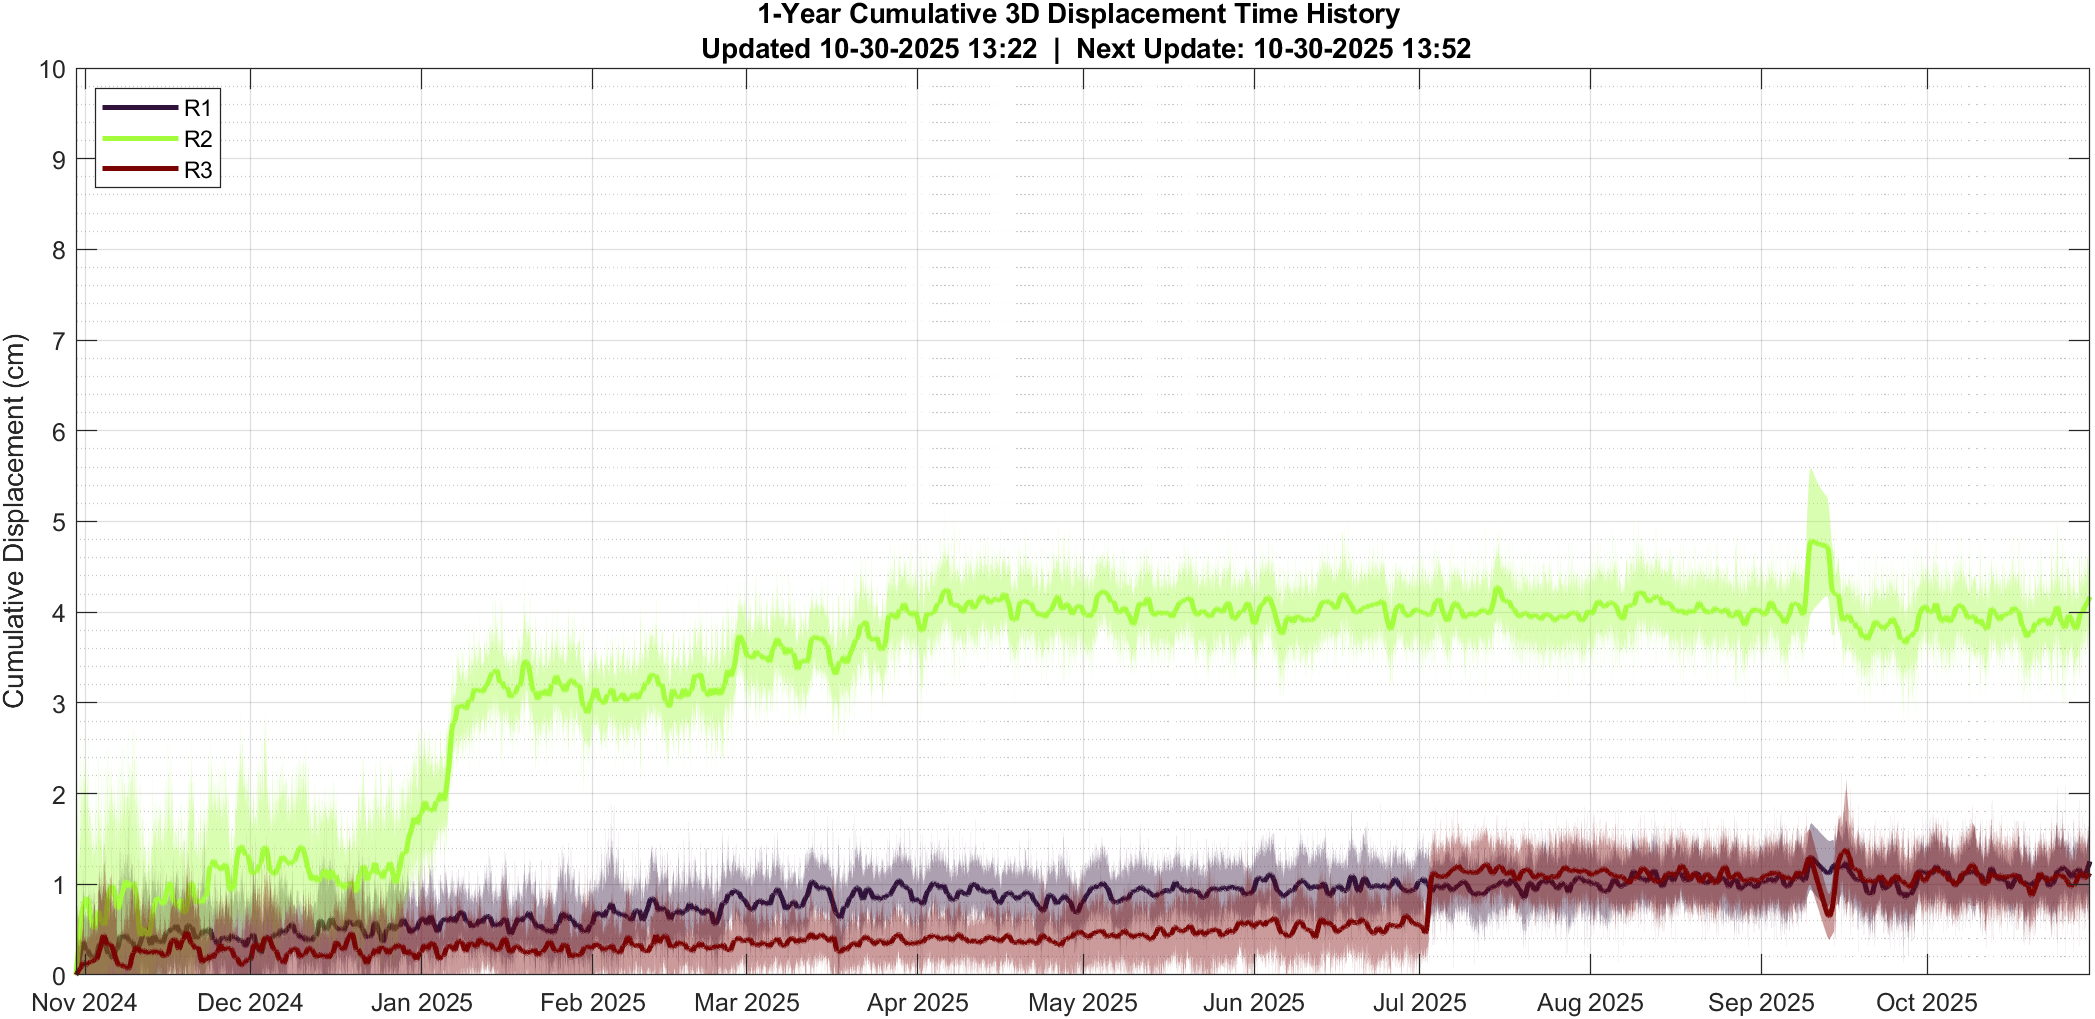 1-Year Cumulative 3D Displacement Time History
Updated 10-30-2025 13:22 | Next Update: 10-30-2025 13:52
Cumulative Displacement (cm)
10
9
8
7
6
5
4
3
2
1
0
R1
R2
R3
Nov 2024 Dec 2024 Jan 2025 Feb 2025 Mar 2025 Apr 2025 May 2025 Jun 2025 Jul 2025 Aug 2025 Sep 2025 Oct 2025